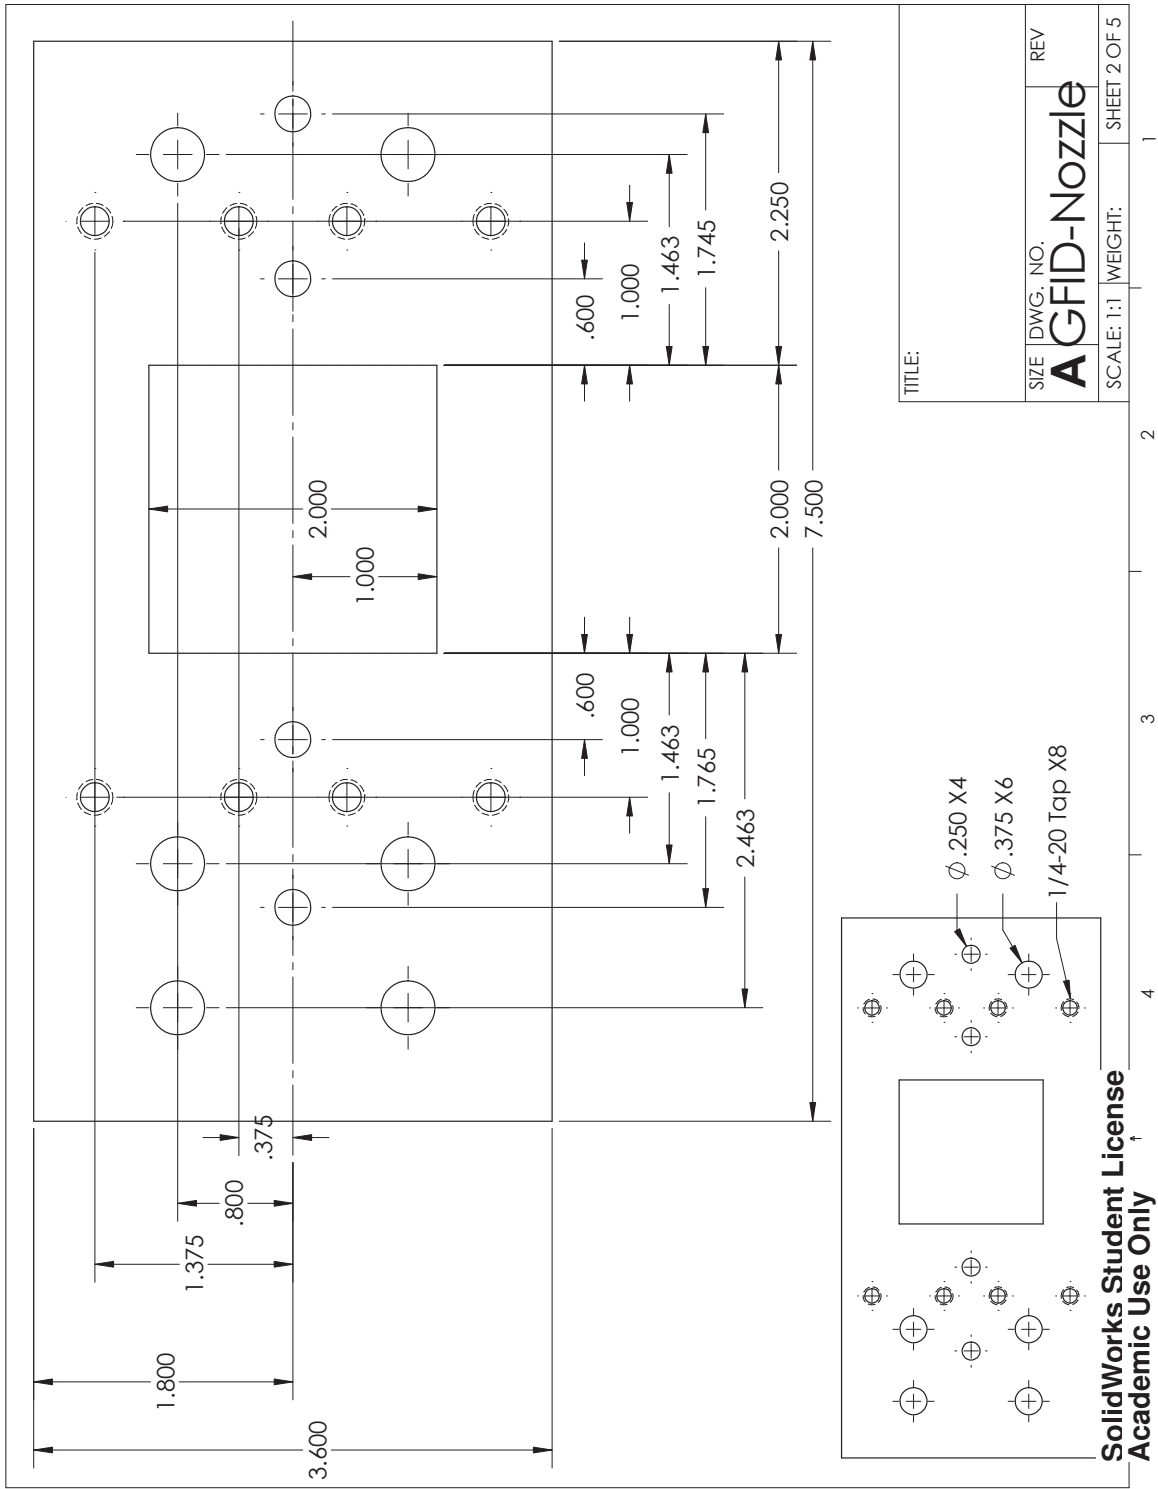 3.600
1.800
1.375
.800
.375
2.000
1.000
.600
1.000
1.463
1.765
2.463
.600
1.000
1.463
1.745
2.250
2.000
7.500
⌀.250 X4
⌀.375 X6
1/4-20 Tap X8
TITLE:
SIZE DWG. NO. REV
A GFID-Nozzle
SCALE: 1:1 WEIGHT: SHEET 2 OF 5
4 3 2 1
SolidWorks Student License
Academic Use Only